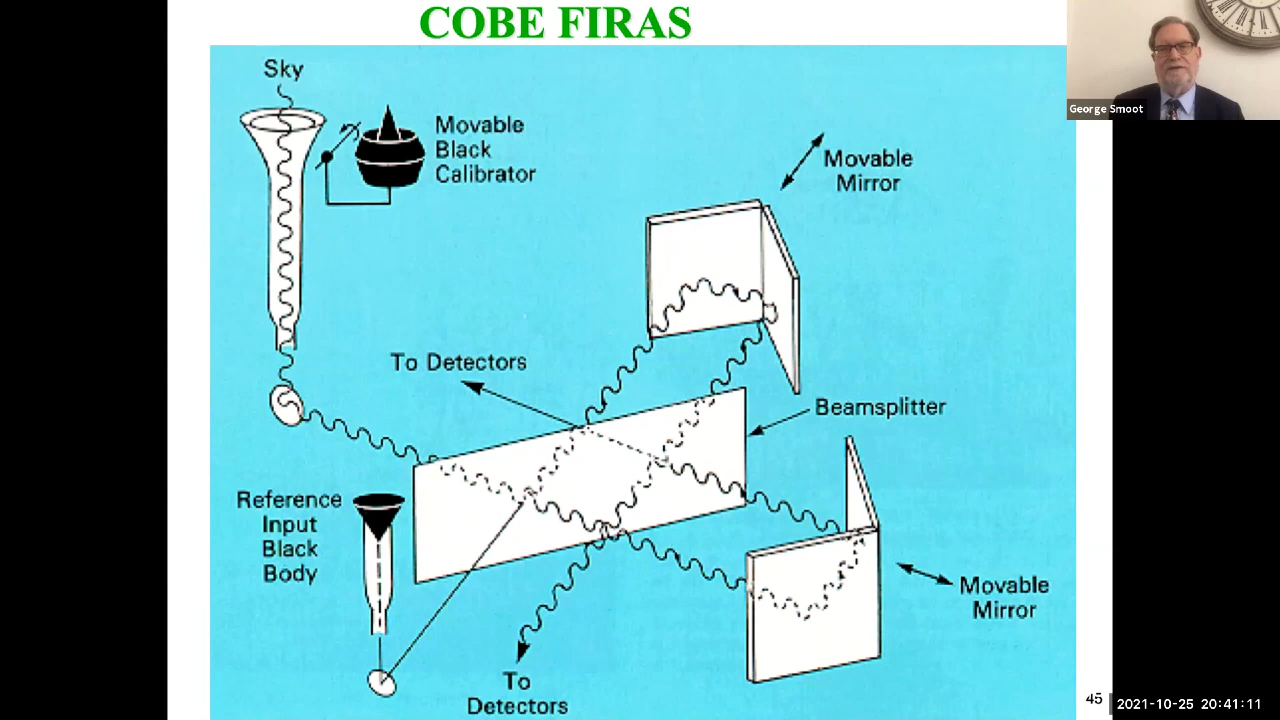 COBE FIRAS
George Smoot
Sky
Movable
Black
Calibrator
Movable
Mirror
To Detectors
Beamsplitter
Reference
Input
Black
Body
Movable
Mirror
To
Detectors
45
2021-10-25 20:41:11